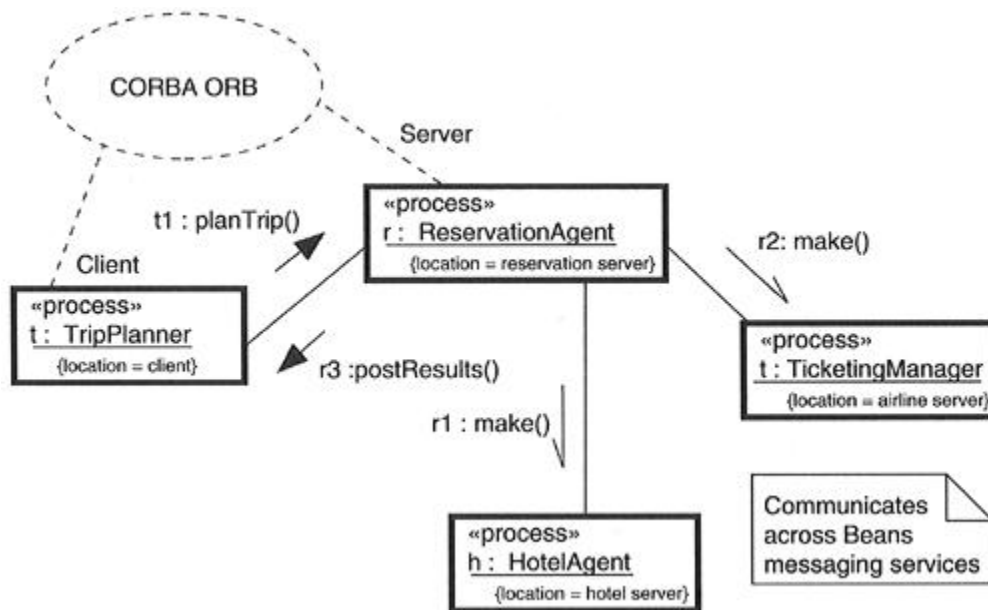 CORBA ORB
Server
«process»
r : ReservationAgent
{location = reservation server}
t1 : planTrip()
r2: make()
Client
«process»
t : TripPlanner
{location = client}
r3 :postResults()
«process»
t : TicketingManager
{location = airline server}
r1 : make()
Communicates
across Beans
messaging services
«process»
h : HotelAgent
{location = hotel server}